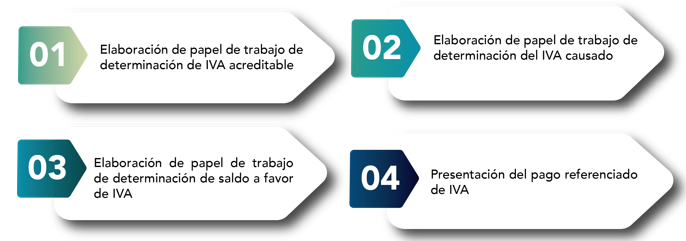 01
Elaboración de papel de trabajo de
determinación de IVA acreditable
02
Elaboración de papel de trabajo de
determinación del IVA causado
03
Elaboración de papel de trabajo
de determinación de saldo a favor
de IVA
04
Presentación del pago referenciado
de IVA